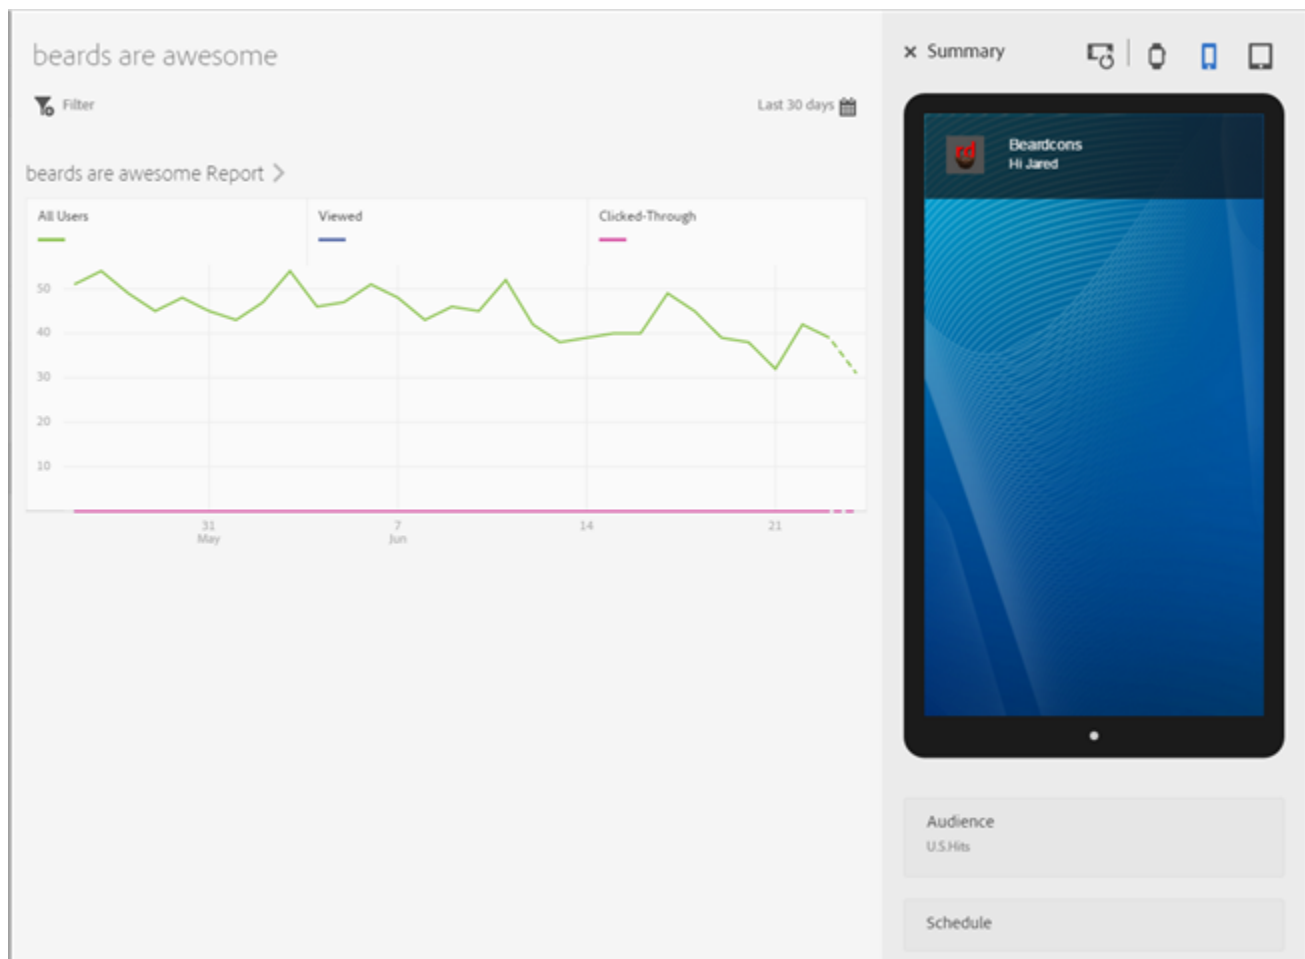 beards are awesome
Filter
Last 30 days
beards are awesome Report
All Users
Viewed
Clicked-Through
50
40
30
20
10
31
May
7
Jun
14
21
Summary
Beardcons
Hi Jared
Audience
U.S.Hits
Schedule